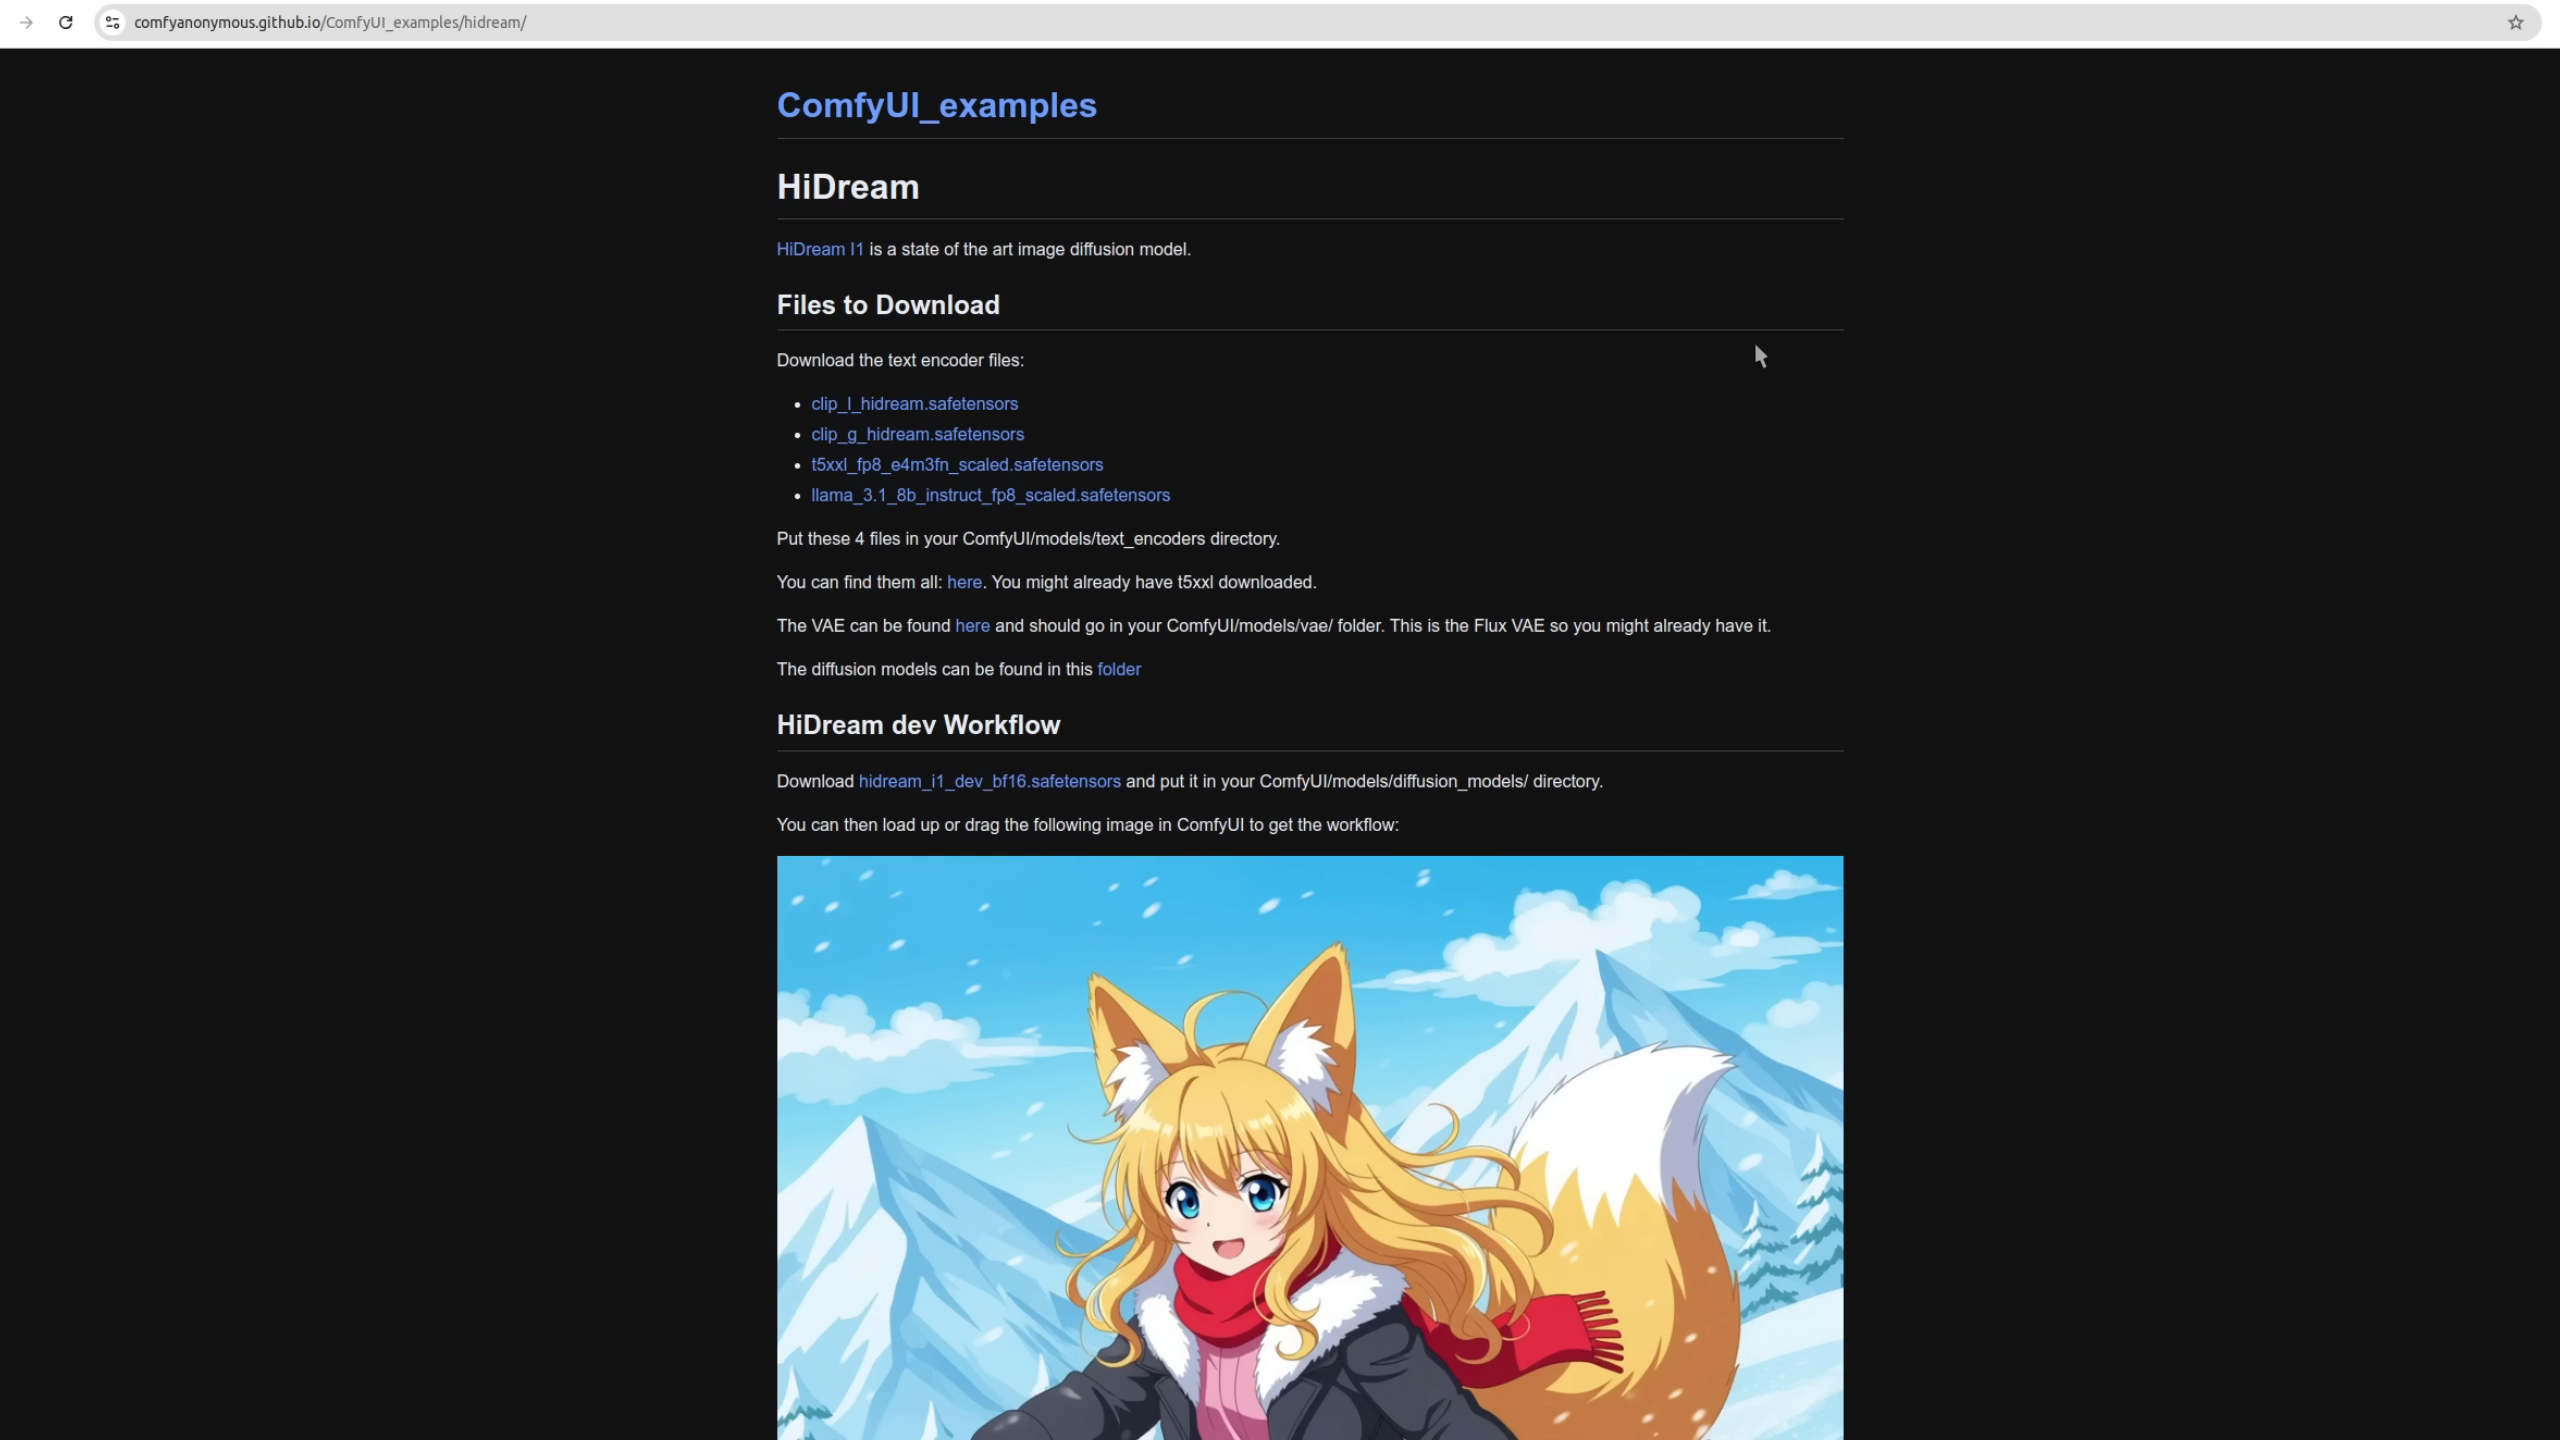 comfyanonymous.github.io/ComfyUI_examples/hidream/
ComfyUI_examples
HiDream
HiDream I1 is a state of the art image diffusion model.
Files to Download
Download the text encoder files:
clip_l_hidream.safetensors
clip_g_hidream.safetensors
t5xxl_fp8_e4m3fn_scaled.safetensors
llama_3.1_8b_instruct_fp8_scaled.safetensors
Put these 4 files in your ComfyUI/models/text_encoders directory.
You can find them all: here. You might already have t5xxl downloaded.
The VAE can be found here and should go in your ComfyUI/models/vae/ folder. This is the Flux VAE so you might already have it.
The diffusion models can be found in this folder
HiDream dev Workflow
Download hidream_i1_dev_bf16.safetensors and put it in your ComfyUI/models/diffusion_models/ directory.
You can then load up or drag the following image in ComfyUI to get the workflow: